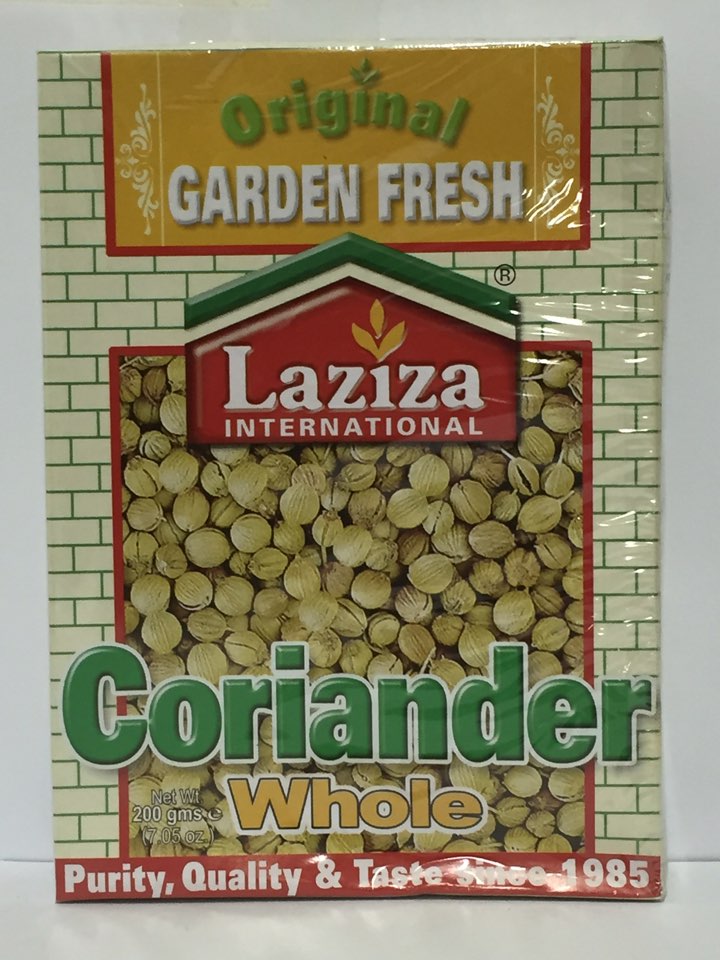 Original
GARDEN FRESH
®
Laziza
INTERNATIONAL
Coriander
Whole
Net Wt
200 gms e
(7.05 oz.)
Purity, Quality & Taste Since 1985